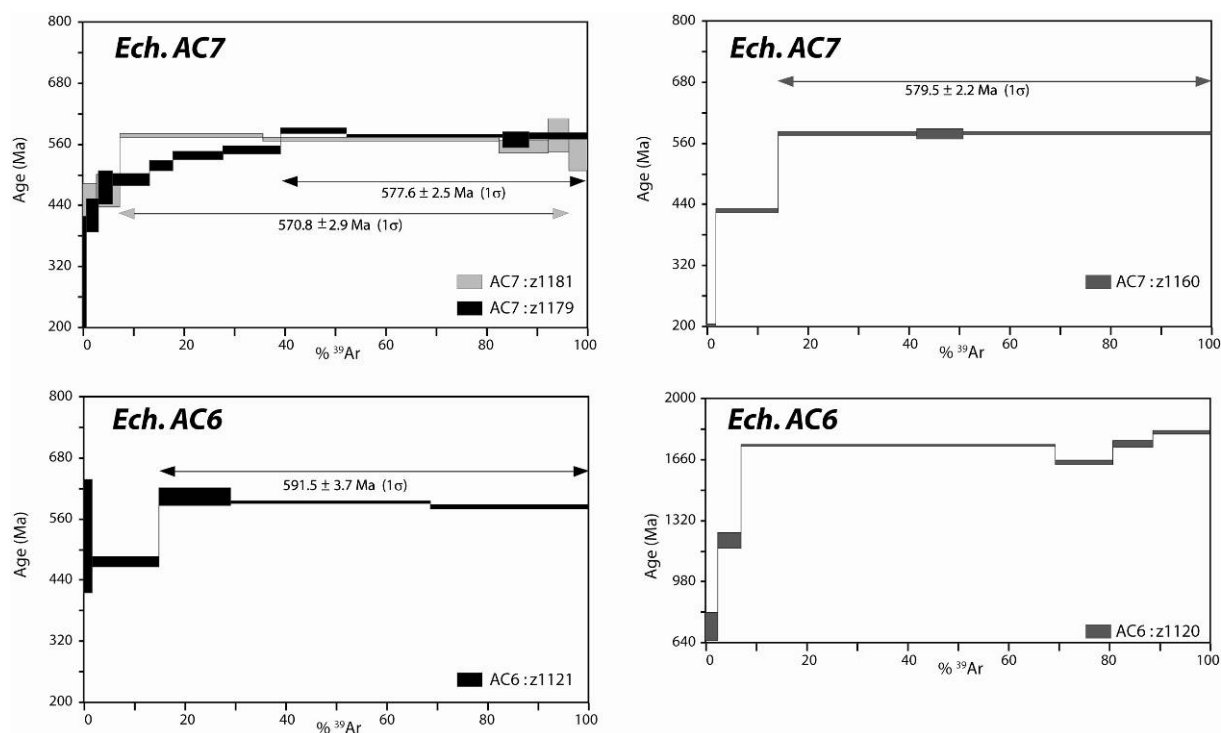 Ech. AC7
800
680
560
440
320
200
Age (Ma)
577.6 ± 2.5 Ma (1σ)
570.8 ± 2.9 Ma (1σ)
AC7 : z1181
AC7 : z1179
0 20 40 60 80 100
% ³⁹Ar
Ech. AC7
800
680
560
440
320
200
Age (Ma)
579.5 ± 2.2 Ma (1σ)
AC7 : z1160
0 20 40 60 80 100
% ³⁹Ar
Ech. AC6
800
680
560
440
320
200
Age (Ma)
591.5 ± 3.7 Ma (1σ)
AC6 : z1121
0 20 40 60 80 100
% ³⁹Ar
Ech. AC6
2000
1660
1320
980
640
Age (Ma)
AC6 : z1120
0 20 40 60 80 100
% ³⁹Ar